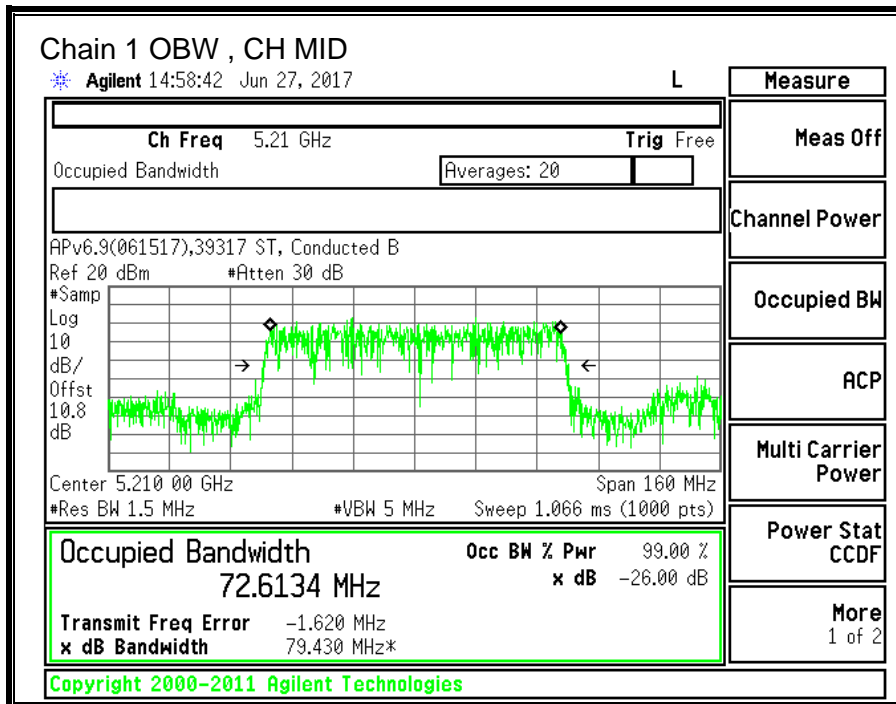 Chain 1 OBW , CH MID
Agilent 14:58:42 Jun 27, 2017 L
Ch Freq 5.21 GHz Trig Free
Occupied Bandwidth Averages: 20
APv6.9(061517),39317 ST, Conducted B
Ref 20 dBm #Atten 30 dB
#Samp
Log
10
dB/
Offst
10.8
dB
Center 5.210 00 GHz Span 160 MHz
#Res BW 1.5 MHz #VBW 5 MHz Sweep 1.066 ms (1000 pts)
Occupied Bandwidth Occ BW % Pwr 99.00 %
72.6134 MHz x dB -26.00 dB
Transmit Freq Error -1.620 MHz
x dB Bandwidth 79.430 MHz*
Copyright 2000-2011 Agilent Technologies
Measure
Meas Off
Channel Power
Occupied BW
ACP
Multi Carrier
Power
Power Stat
CCDF
More
1 of 2